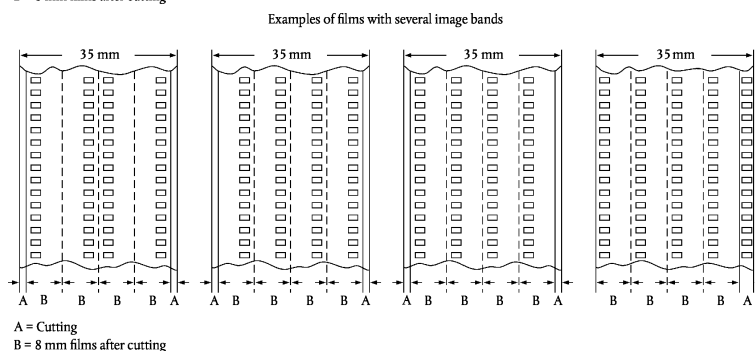 B = 8 mm films after cutting
Examples of films with several image bands
35 mm 35 mm 35 mm 35 mm
A B B B B A A B B B B A A B B B B A B B B B A
A = Cutting
B = 8 mm films after cutting